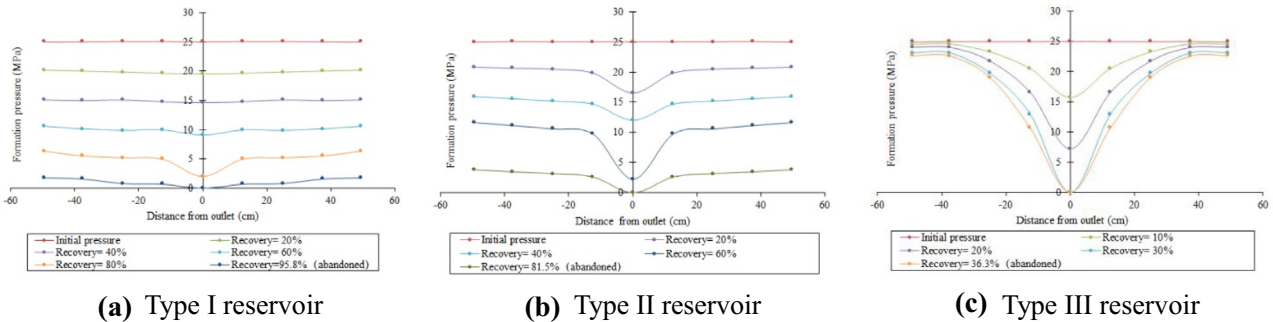 30
25
20
15
10
5
0
-60 -40 -20 0 20 40 60
Formation pressure (MPa)
Distance from outlet (cm)
Initial pressure Recovery= 20%
Recovery= 40% Recovery= 60%
Recovery= 80% Recovery=95.8% (abandoned)
(a) Type I reservoir
30
25
20
15
10
5
0
-60 -40 -20 0 20 40 60
Formation pressure (MPa)
Distance from outlet (cm)
Initial pressure Recovery= 20%
Recovery= 40% Recovery= 60%
Recovery= 81.5% (abandoned)
(b) Type II reservoir
30
25
20
15
10
5
0
-60 -40 -20 0 20 40 60
Formation pressure (MPa)
Distance from outlet (cm)
Initial pressure Recovery= 10%
Recovery= 20% Recovery= 30%
Recovery= 36.3% (abandoned)
(c) Type III reservoir